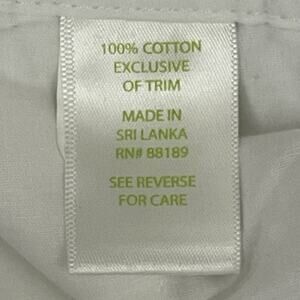 100% COTTON
EXCLUSIVE
OF TRIM
MADE IN
SRI LANKA
RN# 88189
SEE REVERSE
FOR CARE